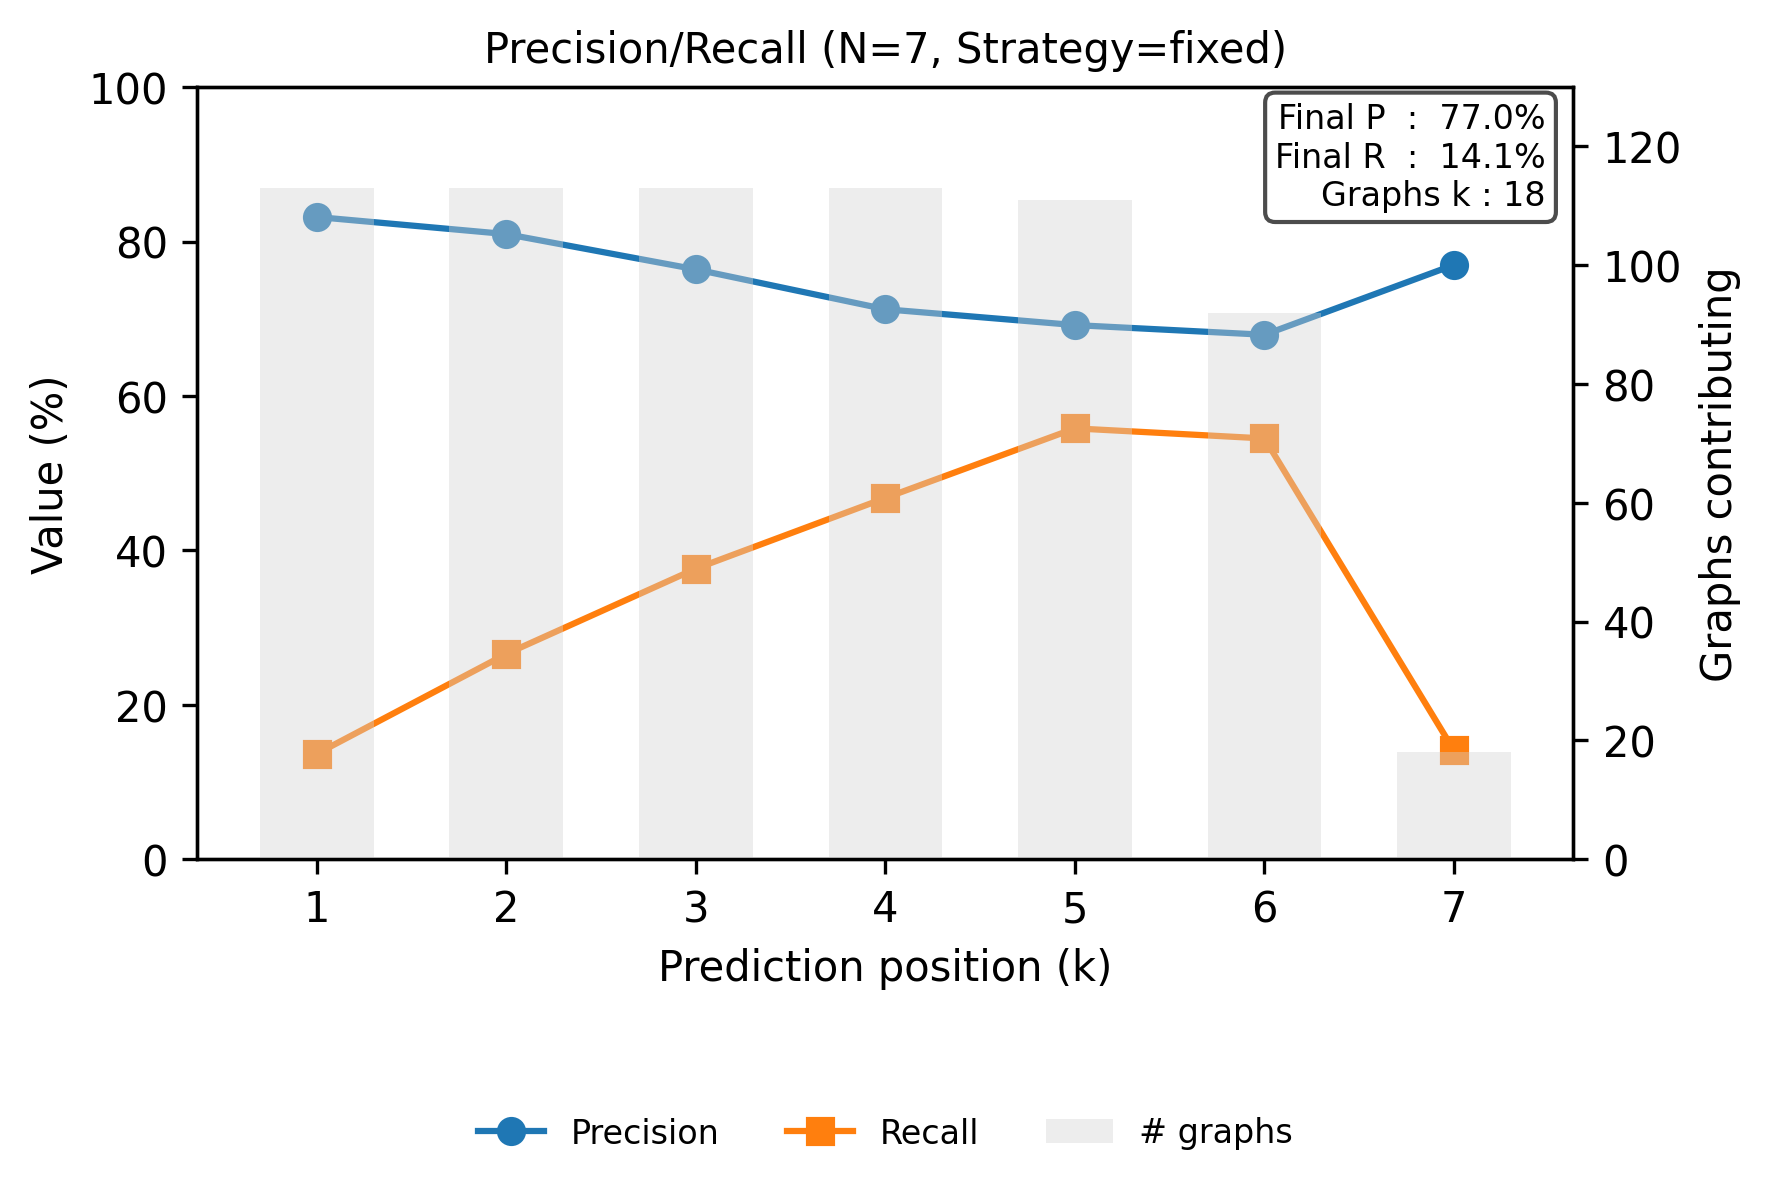 Precision/Recall (N=7, Strategy=fixed)
Final P : 77.0%
Final R : 14.1%
Graphs k : 18
100
80
60
40
20
0
Value (%)
120
100
80
60
40
20
0
Graphs contributing
1 2 3 4 5 6 7
Prediction position (k)
Precision Recall # graphs